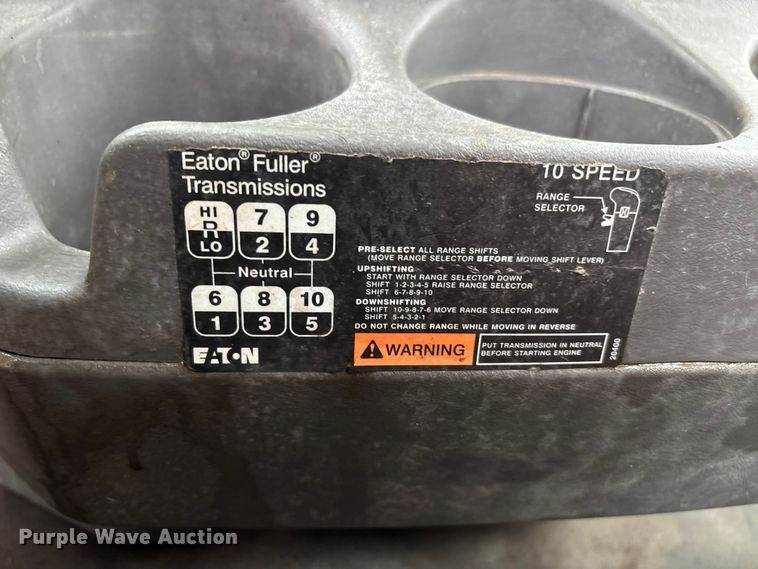 Eaton® Fuller®
Transmissions
HI 7 9
R
LO 2 4
Neutral
6 8 10
1 3 5
EATON
10 SPEED
RANGE
SELECTOR
PRE-SELECT ALL RANGE SHIFTS
(MOVE RANGE SELECTOR BEFORE MOVING SHIFT LEVER)
UPSHIFTING
START WITH RANGE SELECTOR DOWN
SHIFT 1-2-3-4-5 RAISE RANGE SELECTOR
SHIFT 6-7-8-9-10
DOWNSHIFTING
SHIFT 10-9-8-7-6 MOVE RANGE SELECTOR DOWN
SHIFT 5-4-3-2-1
DO NOT CHANGE RANGE WHILE MOVING IN REVERSE
WARNING
PUT TRANSMISSION IN NEUTRAL
BEFORE STARTING ENGINE
20400
Purple Wave Auction